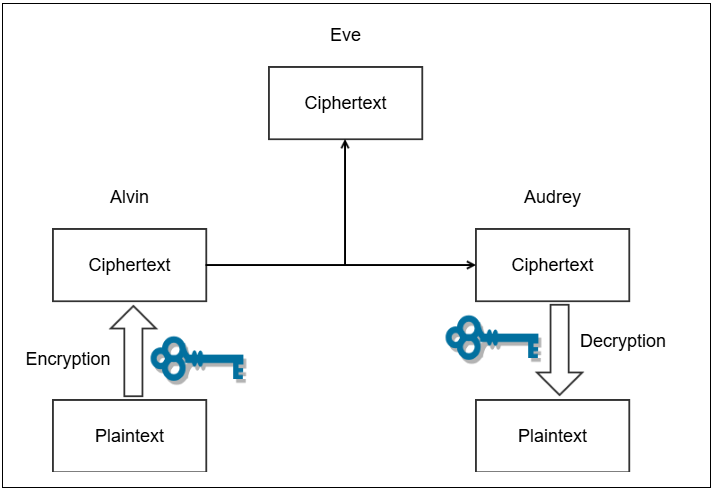 Eve
Ciphertext
Alvin
Audrey
Ciphertext
Ciphertext
Encryption
Decryption
Plaintext
Plaintext